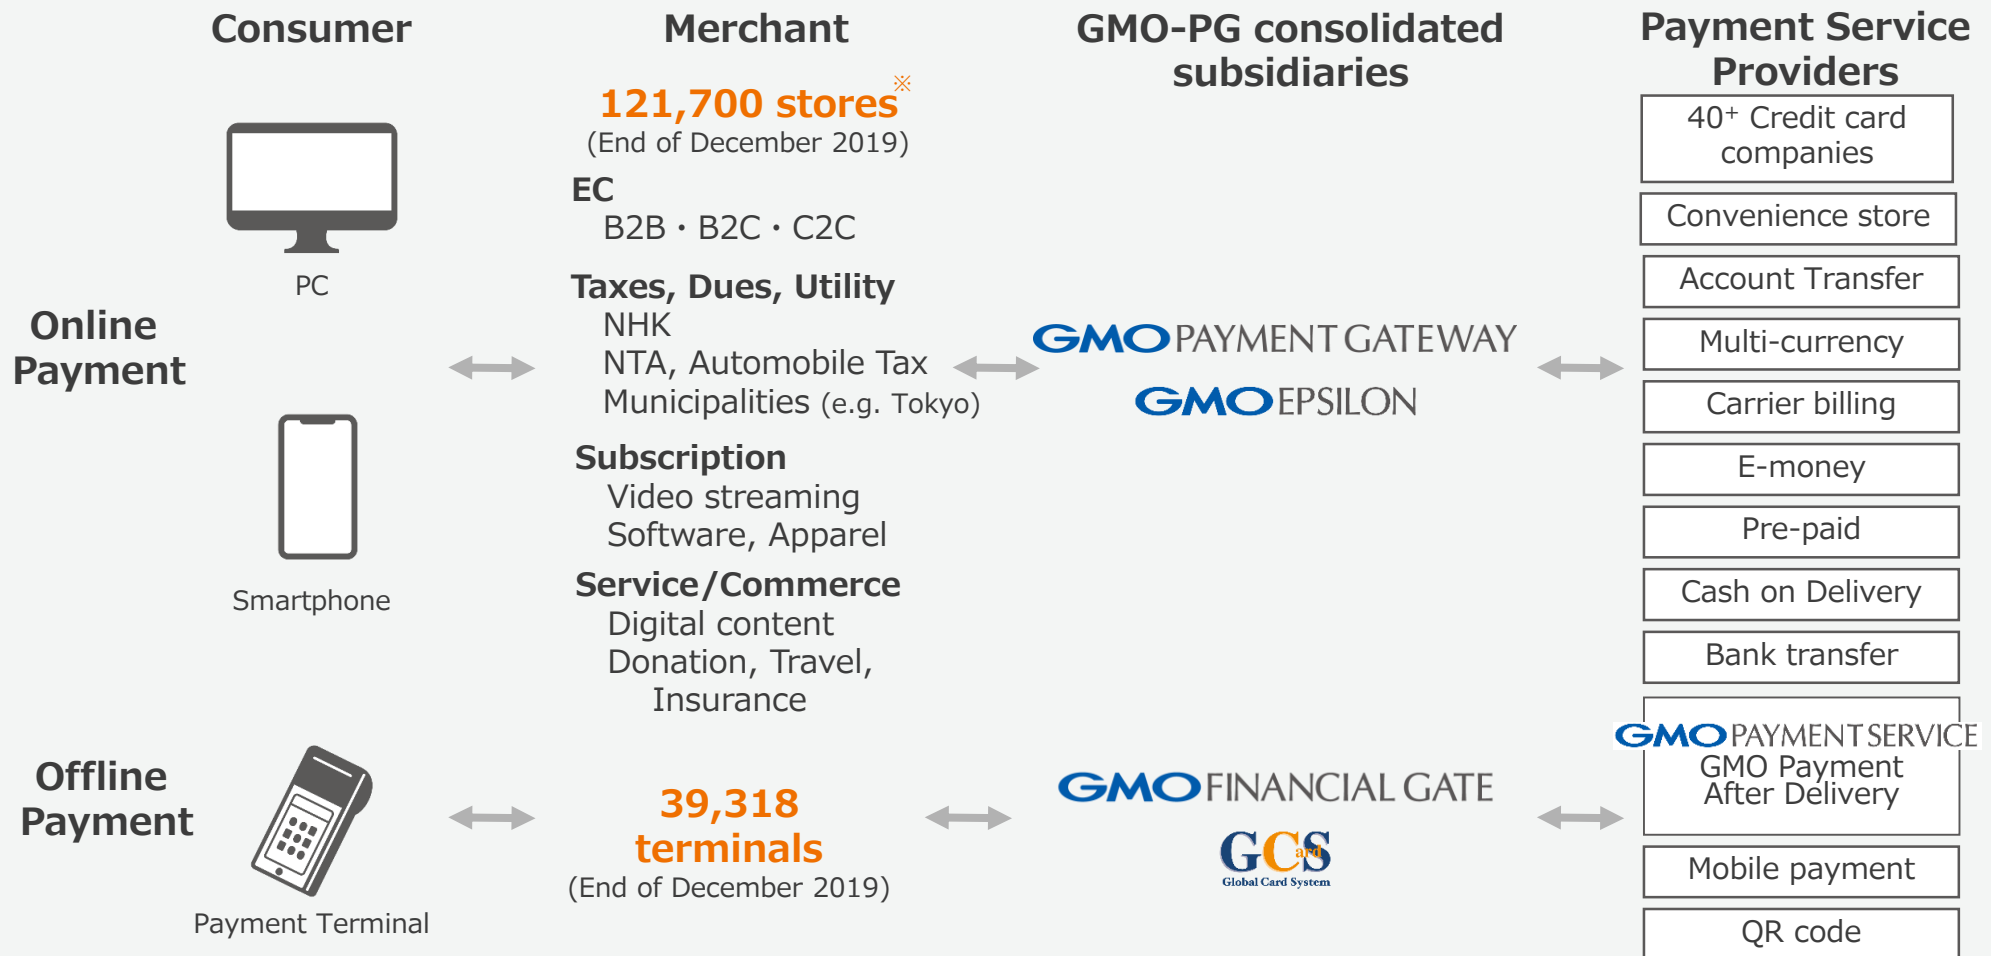 Consumer
Merchant
GMO-PG consolidated
subsidiaries
Payment Service
Providers
Online
Payment
PC
Smartphone
121,700 stores※
(End of December 2019)
EC
B2B・B2C・C2C
Taxes, Dues, Utility
NHK
NTA, Automobile Tax
Municipalities (e.g. Tokyo)
Subscription
Video streaming
Software, Apparel
Service/Commerce
Digital content
Donation, Travel,
Insurance
GMO PAYMENT GATEWAY
GMO EPSILON
40+ Credit card
companies
Convenience store
Account Transfer
Multi-currency
Carrier billing
E-money
Pre-paid
Cash on Delivery
Bank transfer
GMO PAYMENT SERVICE
GMO Payment
After Delivery
Mobile payment
QR code
Offline
Payment
Payment Terminal
39,318
terminals
(End of December 2019)
GMO FINANCIAL GATE
GCardS
Global Card System